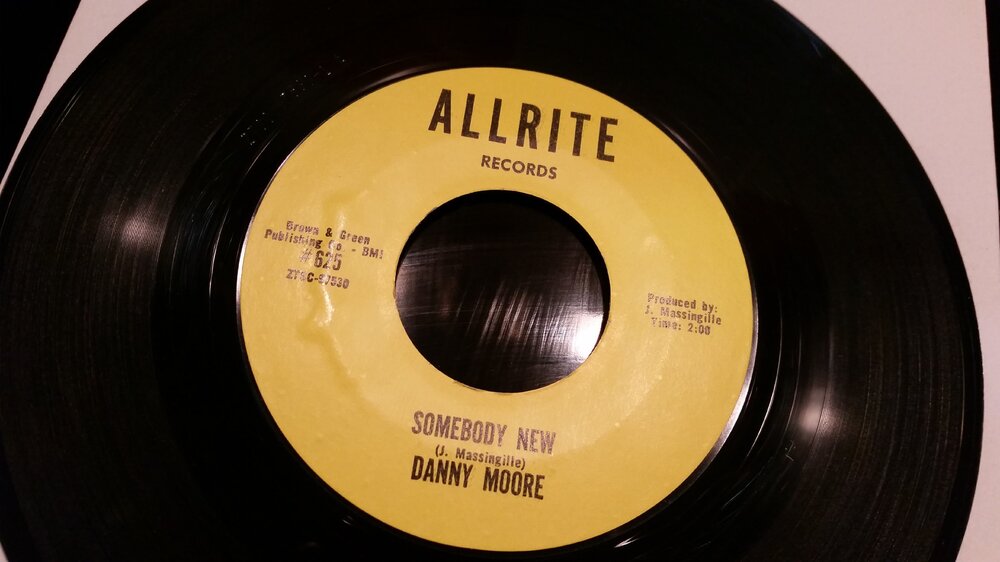 ALLRITE
RECORDS
Brown & Green
Publishing Co. - BMI
#625
Produced by:
J. Massingille
Time: 2:00
SOMEBODY NEW
(J. Massingille)
DANNY MOORE